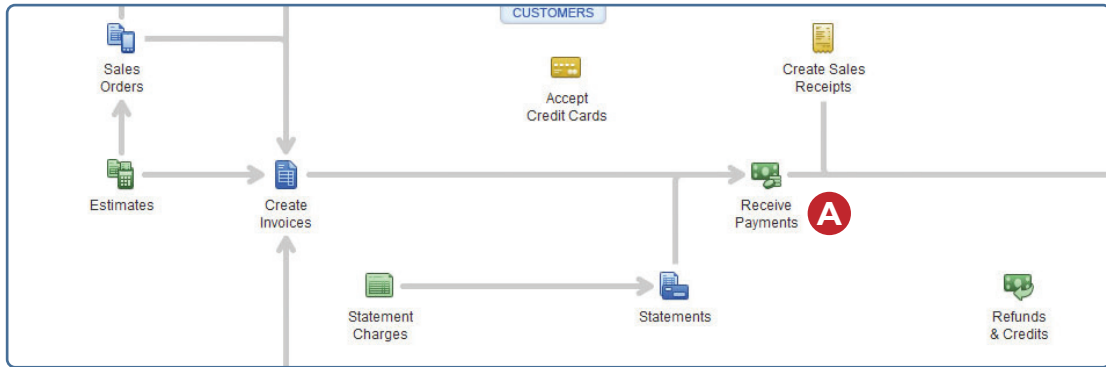 CUSTOMERS
Sales
Orders
Accept
Credit Cards
Create Sales
Receipts
Estimates
Create
Invoices
Receive
Payments
A
Statement
Charges
Statements
Refunds
& Credits